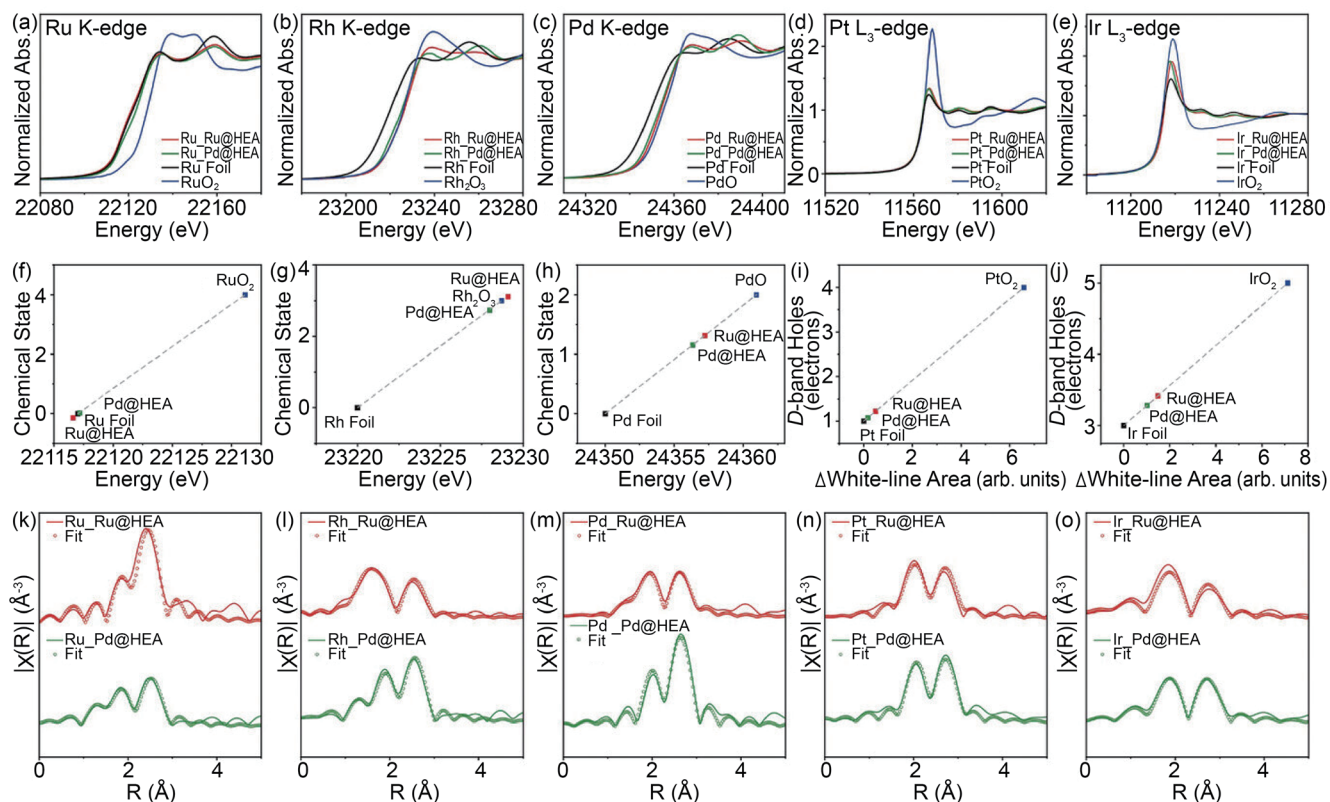 (a) Ru K-edge
Normalized Abs.
Ru_Ru@HEA
Ru_Pd@HEA
Ru Foil
RuO₂
22080 22120 22160
Energy (eV)
(b) Rh K-edge
Normalized Abs.
Rh_Ru@HEA
Rh_Pd@HEA
Rh Foil
Rh₂O₃
23200 23240 23280
Energy (eV)
(c) Pd K-edge
Normalized Abs.
Pd_Ru@HEA
Pd_Pd@HEA
Pd Foil
PdO
24310 24360 24400
Energy (eV)
(d) Pt L₃-edge
Normalized Abs.
2
1
0
Pt_Ru@HEA
Pt_Pd@HEA
Pt Foil
PtO₂
11520 11560 11600
Energy (eV)
(e) Ir L₃-edge
Normalized Abs.
Ir_Ru@HEA
Ir_Pd@HEA
Ir Foil
IrO₂
11200 11240 11280
Energy (eV)
(f)
Chemical State
4
2
0
RuO₂
Pd@HEA
Ru Foil
Ru@HEA
22115 22120 22125 22130
Energy (eV)
(g)
Chemical State
4
2
0
Ru@HEA
Rh₂O₃
Pd@HEA
Rh Foil
23220 23230
Energy (eV)
(h)
Chemical State
2
1
0
PdO
Ru@HEA
Pd@HEA
Pd Foil
24350 24355 24360
Energy (eV)
(i)
D-band Holes
(electrons)
4
3
2
1
PtO₂
Ru@HEA
Pd@HEA
Pt Foil
0 2 4 6
ΔWhite-line Area (arb. units)
(j)
D-band Holes
(electrons)
5
4
3
IrO₂
Ru@HEA
Pd@HEA
Ir Foil
0 2 4 6 8
ΔWhite-line Area (arb. units)
(k)
|χ(R)| (Å⁻³)
Ru_Ru@HEA
Fit
Ru_Pd@HEA
Fit
0 2 4
R (Å)
(l)
|χ(R)| (Å⁻³)
Rh_Ru@HEA
Fit
Rh_Pd@HEA
Fit
0 2 4
R (Å)
(m)
|χ(R)| (Å⁻³)
Pd_Ru@HEA
Fit
Pd _Pd@HEA
Fit
0 2 4
R (Å)
(n)
|χ(R)| (Å⁻³)
Pt_Ru@HEA
Fit
Pt_Pd@HEA
Fit
0 2 4
R (Å)
(o)
|χ(R)| (Å⁻³)
Ir_Ru@HEA
Fit
Ir_Pd@HEA
Fit
0 2 4
R (Å)